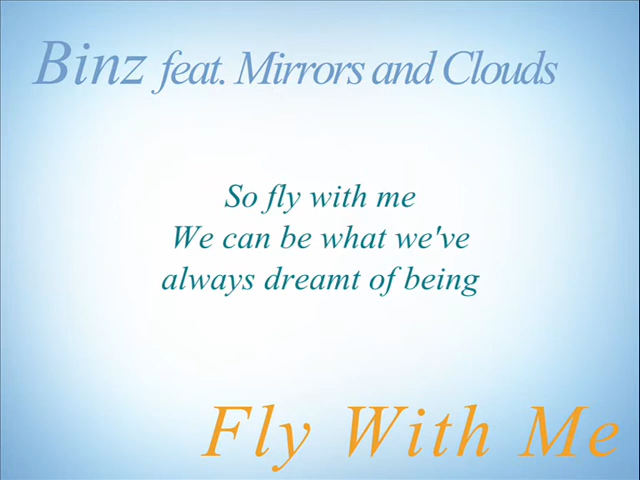 Binz feat. Mirrors and Clouds
So fly with me
We can be what we've
always dreamt of being
Fly With Me